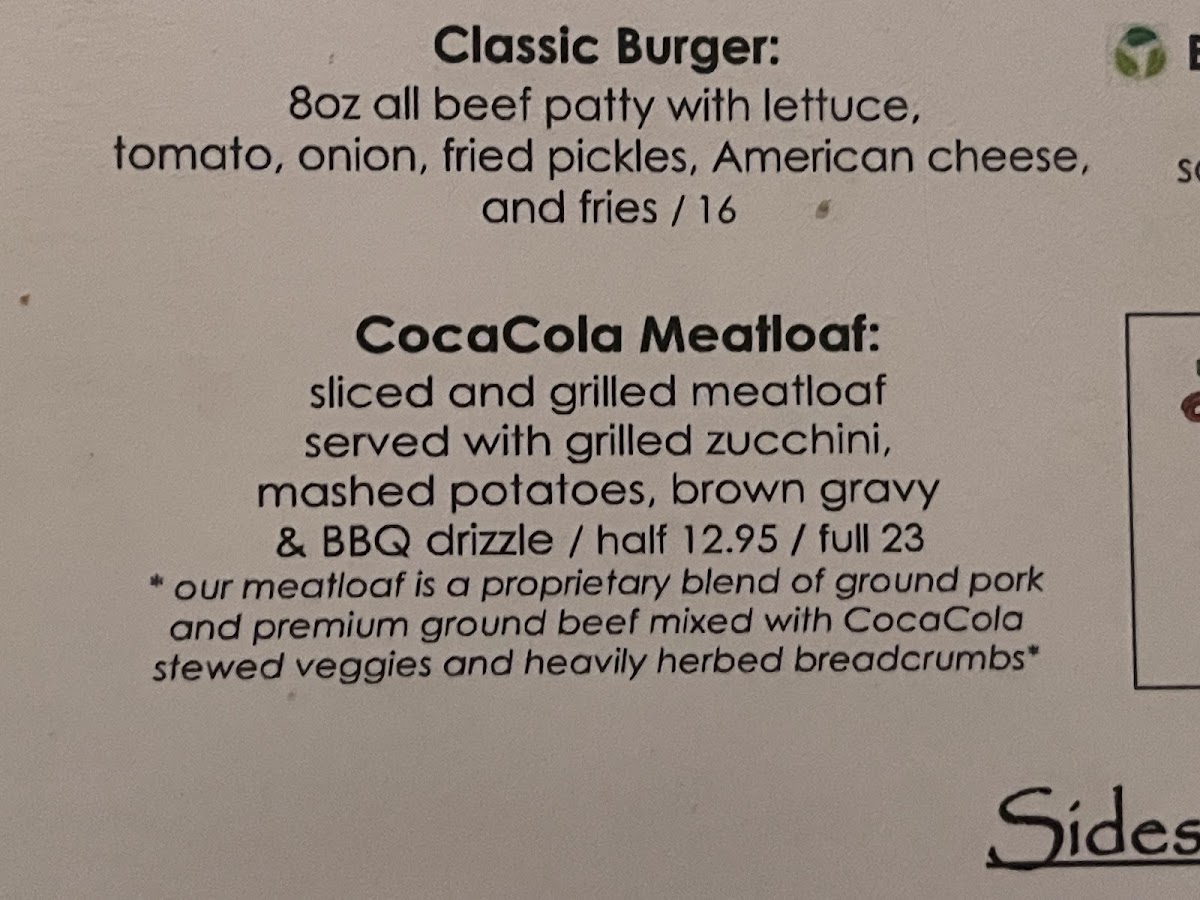 Classic Burger:
8oz all beef patty with lettuce,
tomato, onion, fried pickles, American cheese,
and fries / 16
CocaCola Meatloaf:
sliced and grilled meatloaf
served with grilled zucchini,
mashed potatoes, brown gravy
& BBQ drizzle / half 12.95 / full 23
* our meatloaf is a proprietary blend of ground pork
and premium ground beef mixed with CocaCola
stewed veggies and heavily herbed breadcrumbs*
Sides